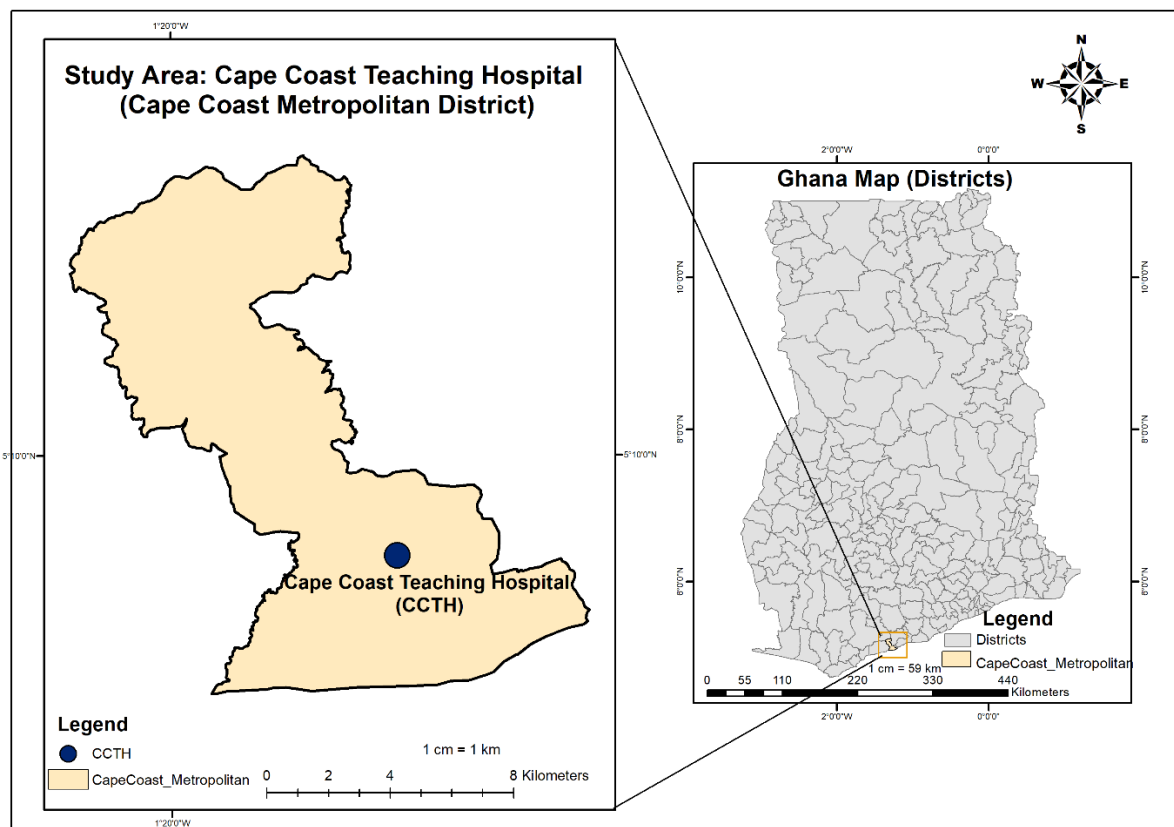 1°20'0"W
Study Area: Cape Coast Teaching Hospital
(Cape Coast Metropolitan District)
5°10'0"N
5°10'0"N
Cape Coast Teaching Hospital
(CCTH)
Legend
CCTH
CapeCoast_Metropolitan
1 cm = 1 km
0 2 4 8 Kilometers
1°20'0"W
N
W E
S
2°0'0"W 0°0'0"
Ghana Map (Districts)
10°0'0"N 10°0'0"N
8°0'0"N 8°0'0"N
6°0'0"N 6°0'0"N
Legend
Districts
CapeCoast_Metropolitan
1 cm = 59 km
0 55 110 220 330 440
Kilometers
2°0'0"W 0°0'0"